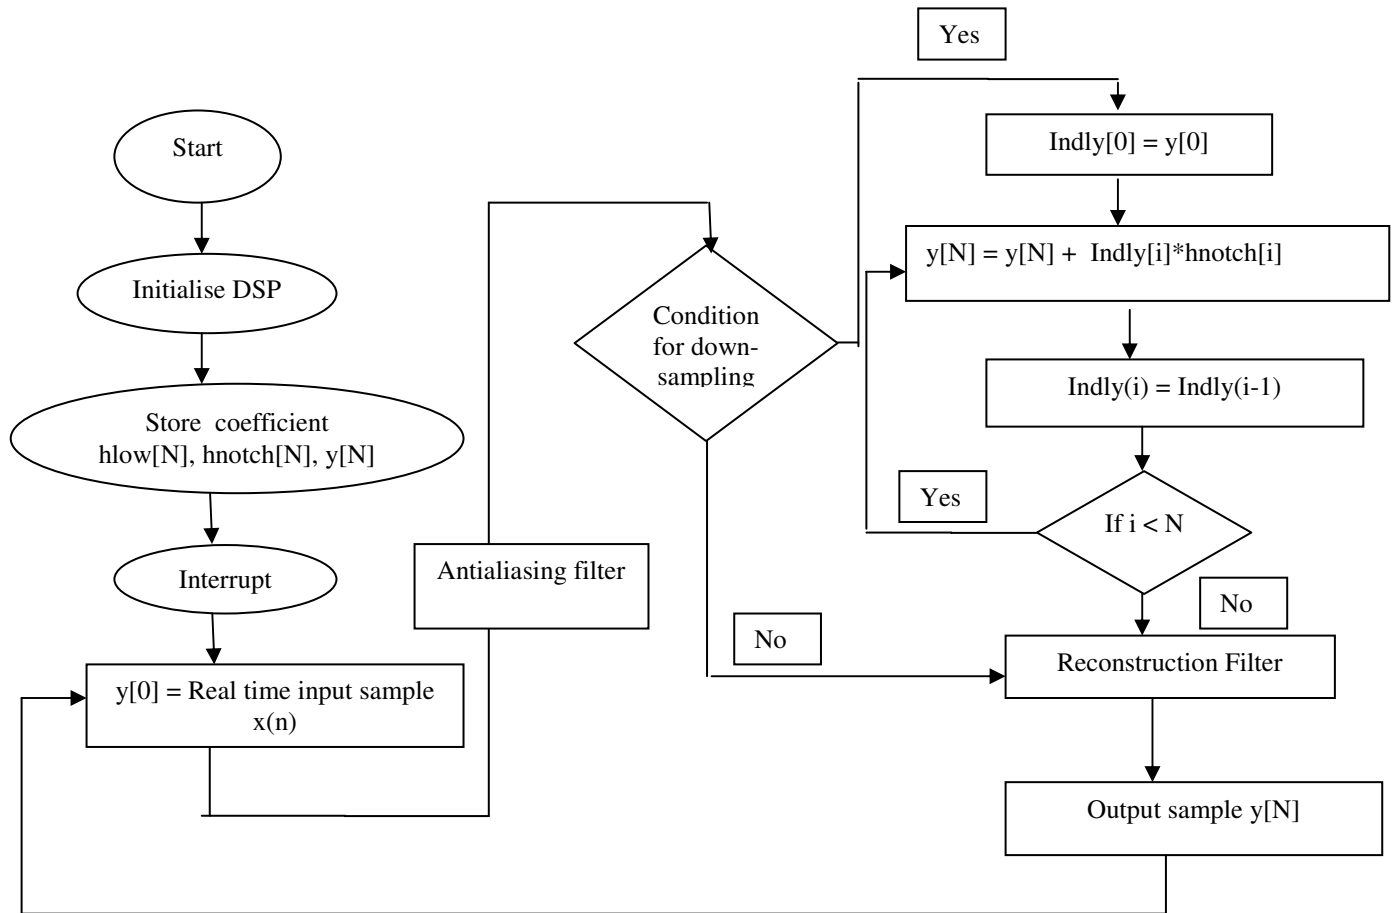 Start
Initialise DSP
Store coefficient
hlow[N], hnotch[N], y[N]
Interrupt
y[0] = Real time input sample
x(n)
Antialiasing filter
Condition
for down-
sampling
Yes
Indly[0] = y[0]
y[N] = y[N] + Indly[i]*hnotch[i]
Indly(i) = Indly(i-1)
If i < N
Yes
No
No
Reconstruction Filter
Output sample y[N]